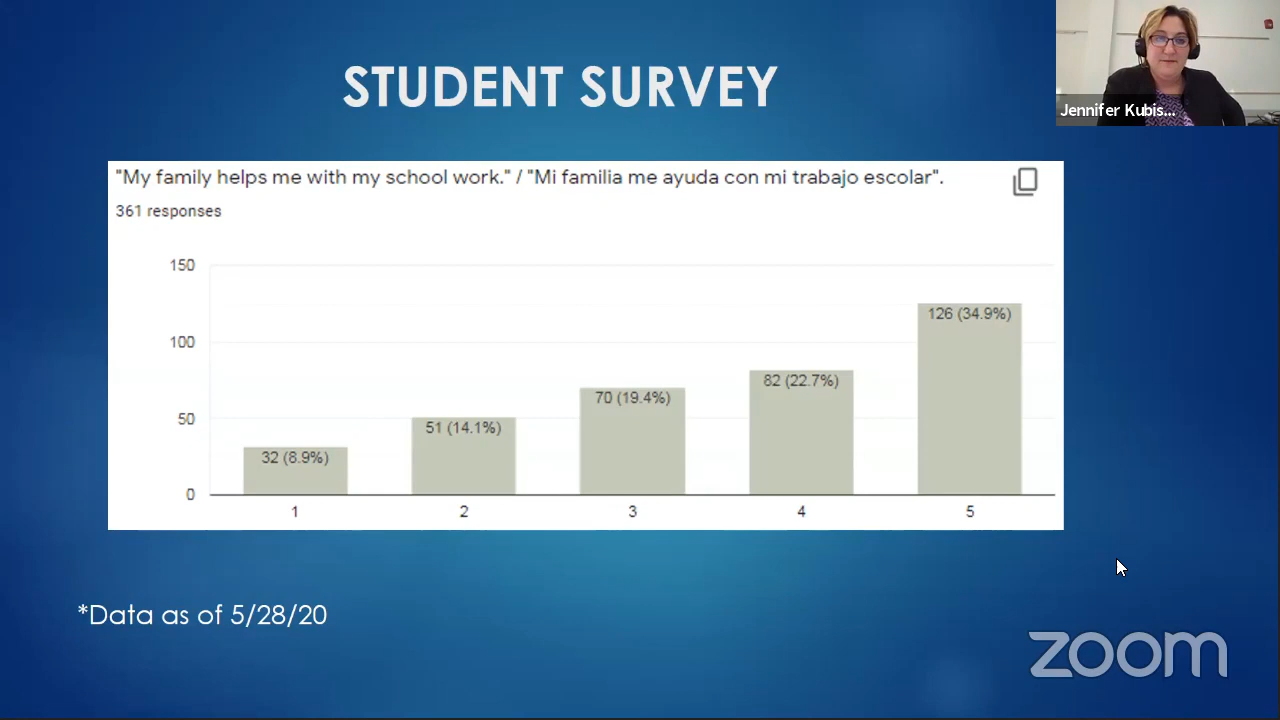 STUDENT SURVEY
Jennifer Kubis...
"My family helps me with my school work." / "Mi familia me ayuda con mi trabajo escolar".
361 responses
150
100
50
0
32 (8.9%)
51 (14.1%)
70 (19.4%)
82 (22.7%)
126 (34.9%)
1
2
3
4
5
*Data as of 5/28/20
zoom